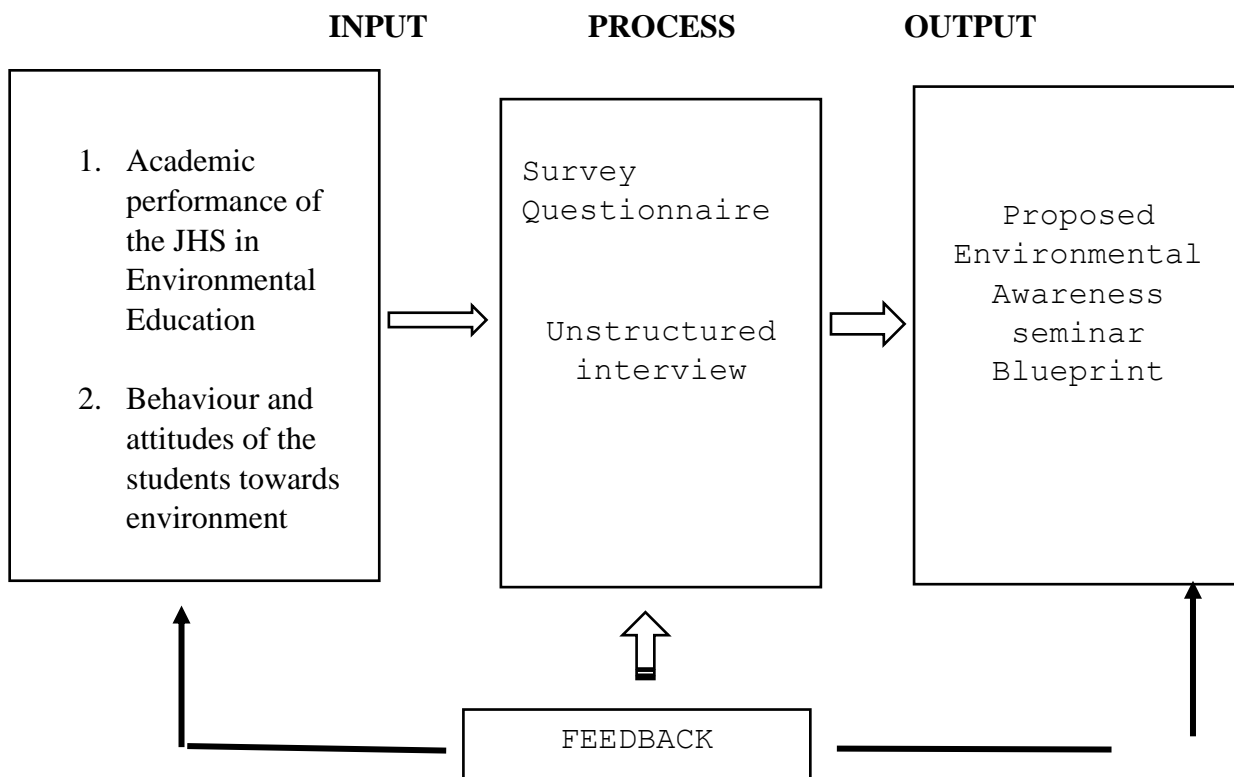 INPUT PROCESS OUTPUT
1. Academic
performance of
the JHS in
Environmental
Education
2. Behaviour and
attitudes of the
students towards
environment
Survey
Questionnaire
Unstructured
interview
Proposed
Environmental
Awareness
seminar
Blueprint
FEEDBACK